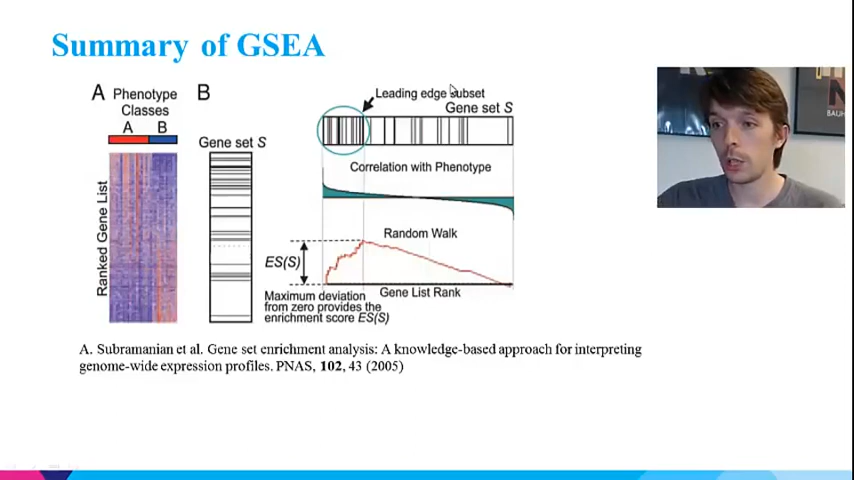 Summary of GSEA
A
Phenotype
Classes
A B
Ranked Gene List
B
Gene set S
Leading edge subset
Gene set S
Correlation with Phenotype
Random Walk
ES(S)
Maximum deviation
from zero provides the
enrichment score ES(S)
Gene List Rank
A. Subramanian et al. Gene set enrichment analysis: A knowledge-based approach for interpreting
genome-wide expression profiles. PNAS, 102, 43 (2005)
BAUH